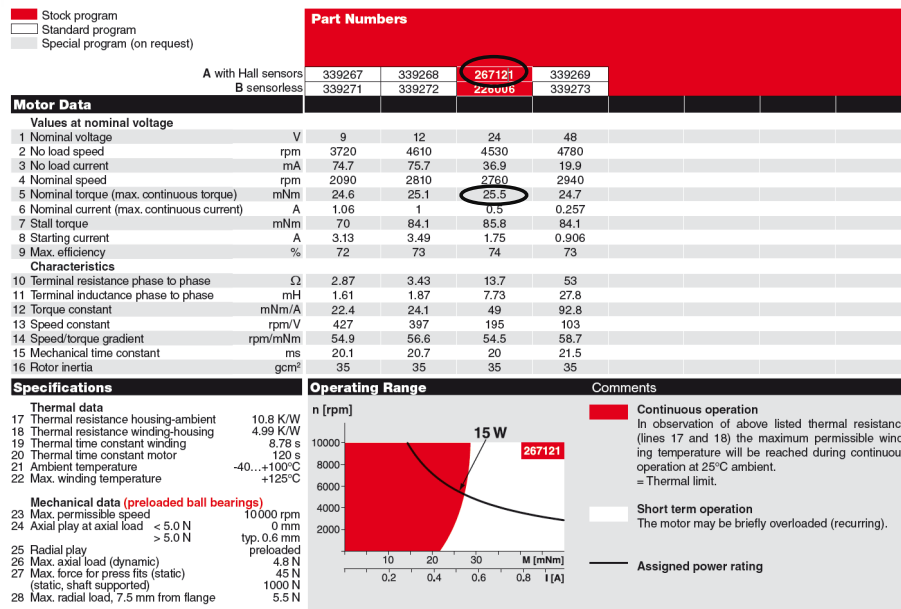 Stock program
Standard program
Special program (on request)
Part Numbers
A with Hall sensors 339267 339268 267121 339269
B sensorless 339271 339272 226006 339273
Motor Data
Values at nominal voltage
1 Nominal voltage V 9 12 24 48
2 No load speed rpm 3720 4610 4530 4780
3 No load current mA 74.7 75.7 36.9 19.9
4 Nominal speed rpm 2090 2810 2760 2940
5 Nominal torque (max. continuous torque) mNm 24.6 25.1 25.5 24.7
6 Nominal current (max. continuous current) A 1.06 1 0.5 0.257
7 Stall torque mNm 70 84.1 85.8 84.1
8 Starting current A 3.13 3.49 1.75 0.906
9 Max. efficiency % 72 73 74 73
Characteristics
10 Terminal resistance phase to phase Ω 2.87 3.43 13.7 53
11 Terminal inductance phase to phase mH 1.61 1.87 7.73 27.8
12 Torque constant mNm/A 22.4 24.1 49 92.8
13 Speed constant rpm/V 427 397 195 103
14 Speed/torque gradient rpm/mNm 54.9 56.6 54.5 58.7
15 Mechanical time constant ms 20.1 20.7 20 21.5
16 Rotor inertia gcm² 35 35 35 35
Specifications
Thermal data
17 Thermal resistance housing-ambient 10.8 K/W
18 Thermal resistance winding-housing 4.99 K/W
19 Thermal time constant winding 8.78 s
20 Thermal time constant motor 120 s
21 Ambient temperature -40...+100°C
22 Max. winding temperature +125°C
Mechanical data (preloaded ball bearings)
23 Max. permissible speed 10000 rpm
24 Axial play at axial load < 5.0 N 0 mm
> 5.0 N typ. 0.6 mm
25 Radial play preloaded
26 Max. axial load (dynamic) 4.8 N
27 Max. force for press fits (static) 45 N
(static, shaft supported) 1000 N
28 Max. radial load, 7.5 mm from flange 5.5 N
Operating Range
n [rpm]
15 W
267121
10000
8000
6000
4000
2000
10 20 30 M [mNm]
0.2 0.4 0.6 0.8 I [A]
Comments
Continuous operation
In observation of above listed thermal resistanc
(lines 17 and 18) the maximum permissible wind
ing temperature will be reached during continuou
operation at 25°C ambient.
= Thermal limit.
Short term operation
The motor may be briefly overloaded (recurring).
Assigned power rating